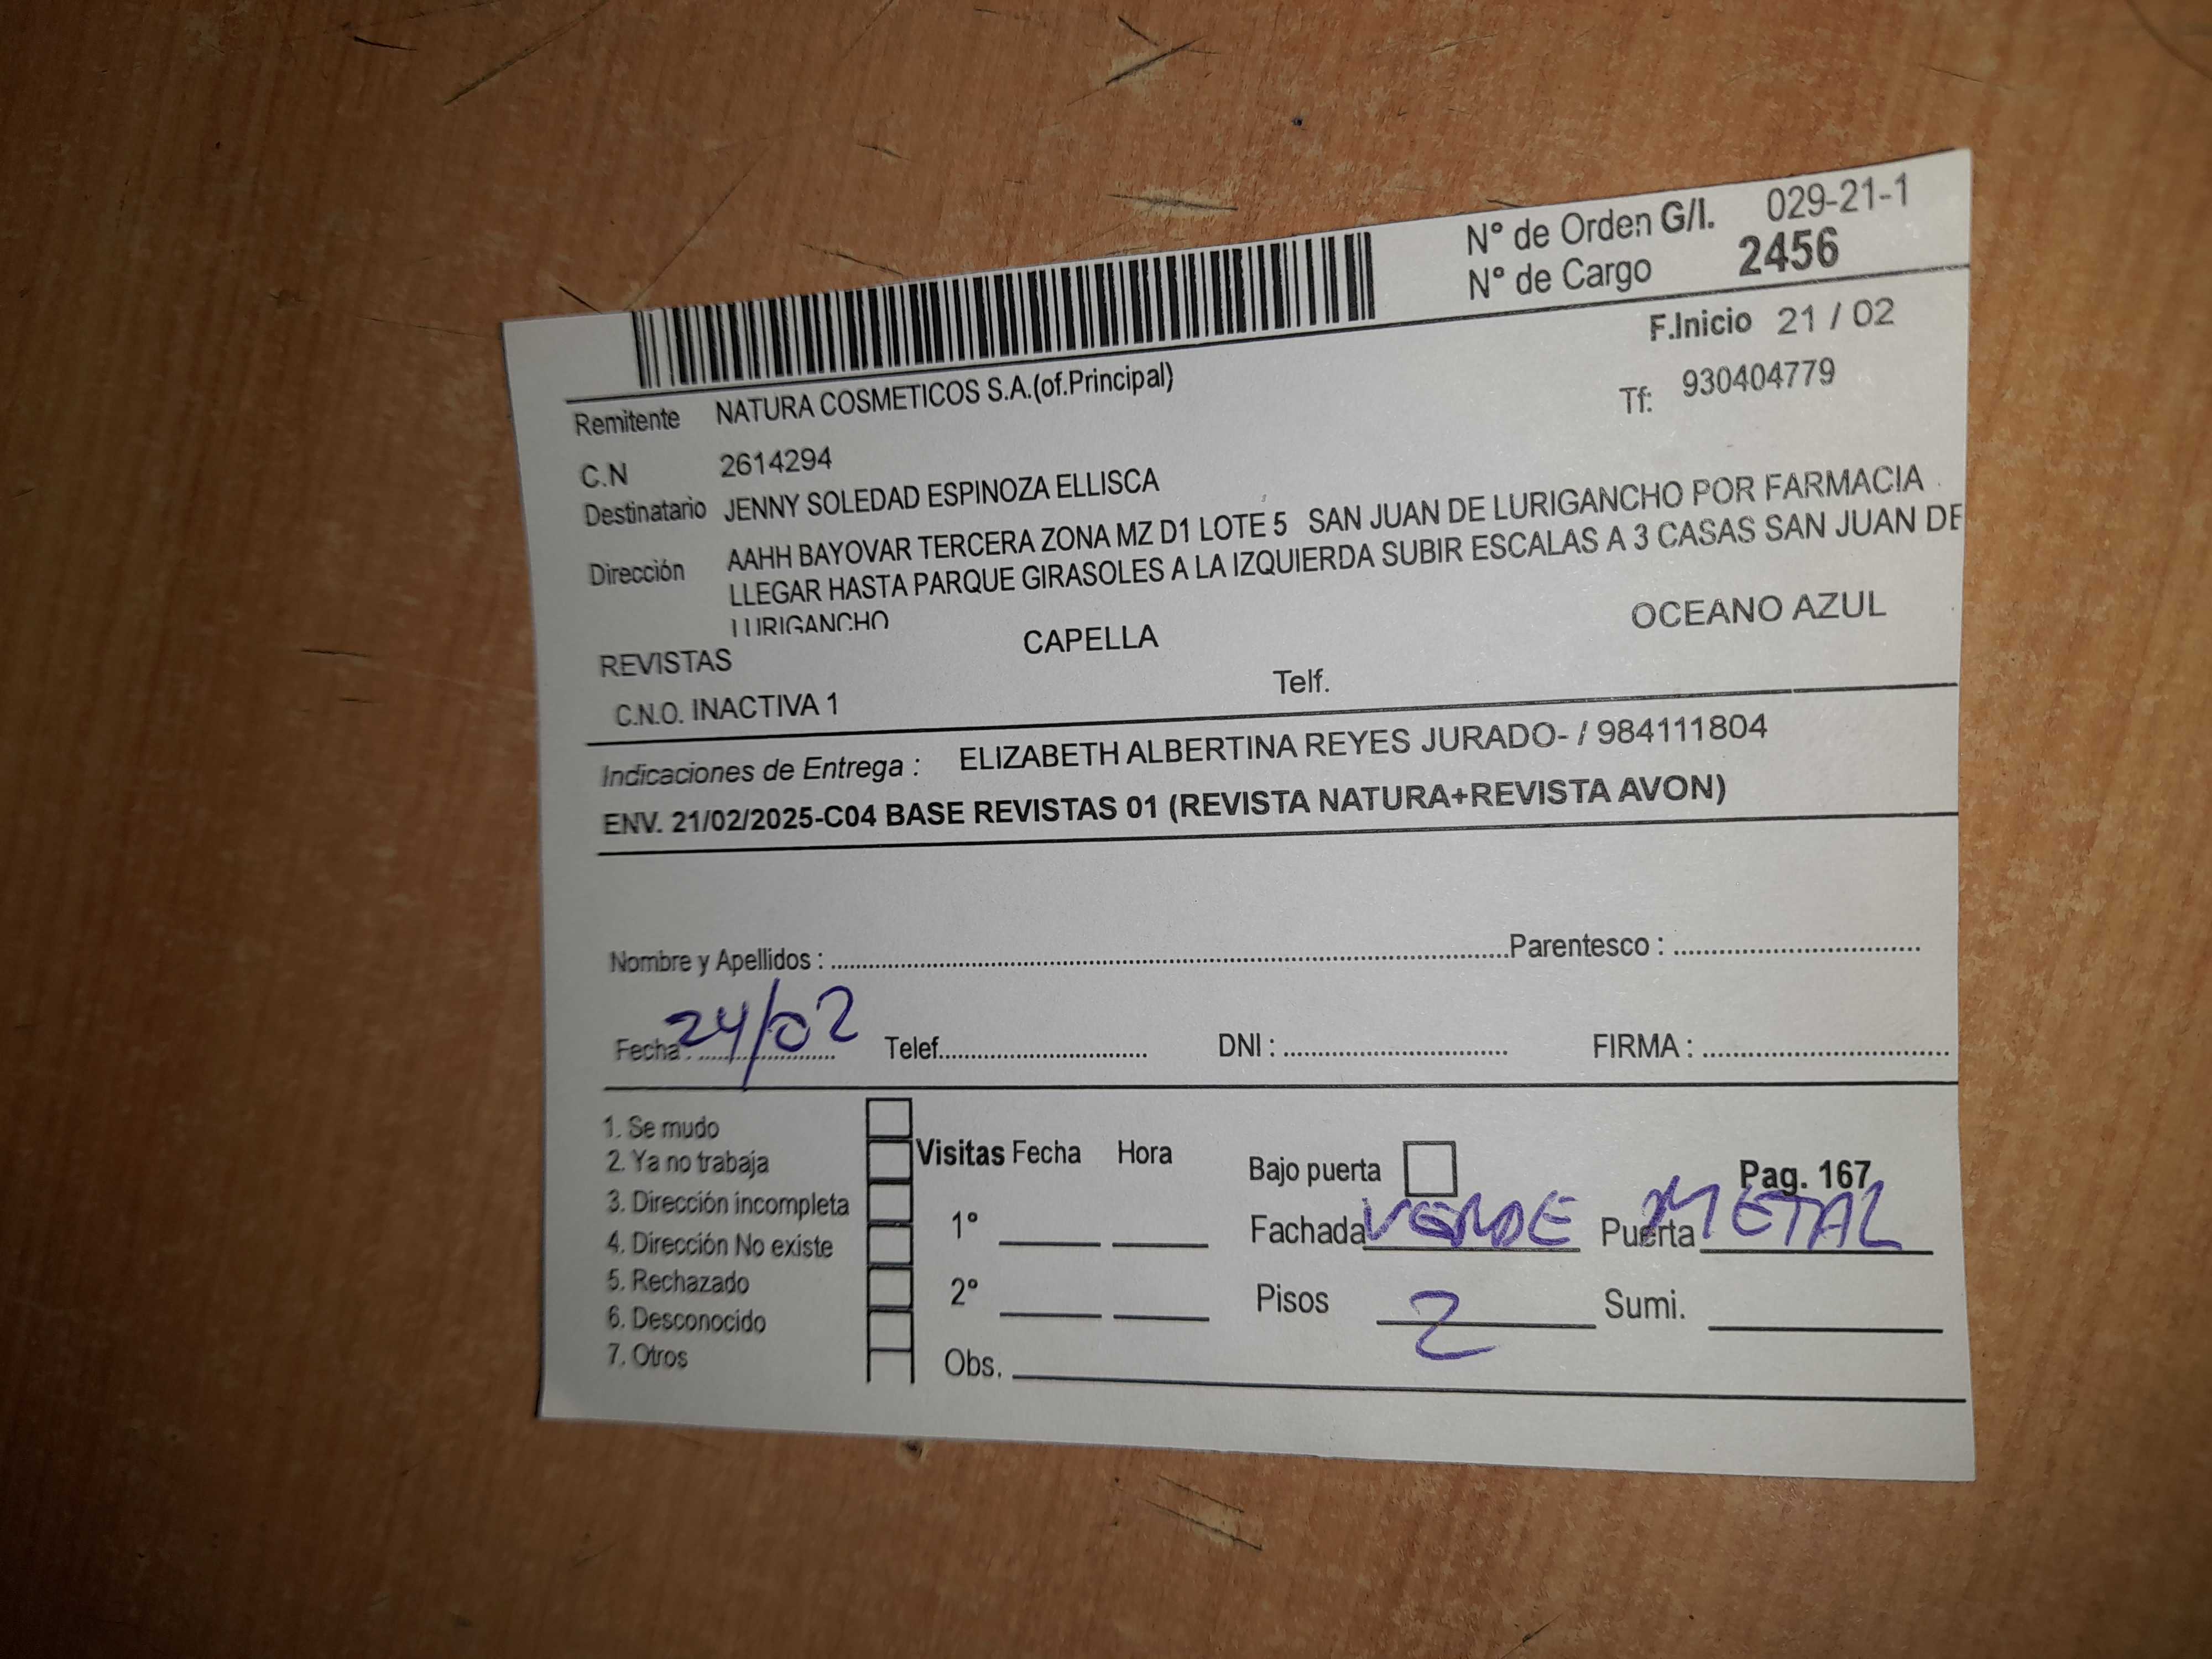 N° de Orden G/I. 029-21-1
N° de Cargo 2456
F.Inicio 21 / 02
Remitente NATURA COSMETICOS S.A.(of.Principal)
Tf: 930404779
C.N 2614294
Destinatario JENNY SOLEDAD ESPINOZA ELLISCA
Dirección AAHH BAYOVAR TERCERA ZONA MZ D1 LOTE 5 SAN JUAN DE LURIGANCHO POR FARMACIA
LLEGAR HASTA PARQUE GIRASOLES A LA IZQUIERDA SUBIR ESCALAS A 3 CASAS SAN JUAN DE
LURIGANCHO
REVISTAS CAPELLA OCEANO AZUL
C.N.O. INACTIVA 1 Telf.
Indicaciones de Entrega : ELIZABETH ALBERTINA REYES JURADO- / 984111804
ENV. 21/02/2025-C04 BASE REVISTAS 01 (REVISTA NATURA+REVISTA AVON)
Nombre y Apellidos : Parentesco :
Fecha : 24/02 Telef. DNI : FIRMA :
1. Se mudo
2. Ya no trabaja
3. Dirección incompleta
4. Dirección No existe
5. Rechazado
6. Desconocido
7. Otros
Visitas Fecha Hora
1°
2°
Obs.
Bajo puerta Pag. 167
Fachada VERDE Puerta METAL
Pisos 2 Sumi.